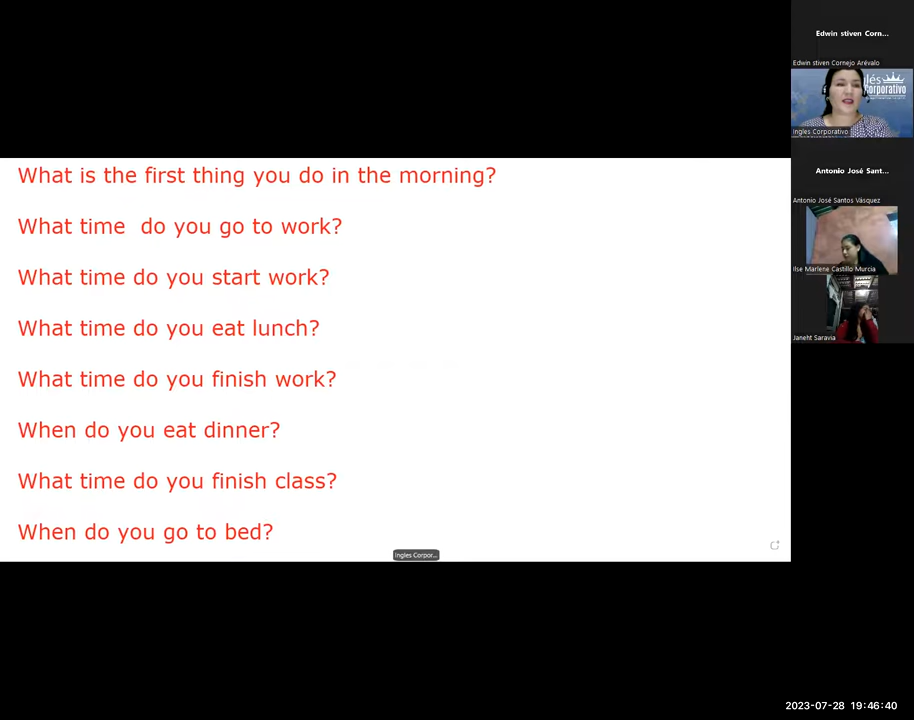 Edwin stiven Corn...
Edwin stiven Cornejo Arévalo
lés
corporativo
Ingles Corporativo
Antonio José Sant...
Antonio José Santos Vásquez
Ilse Marlene Castillo Murcia
Janeht Saravia
What is the first thing you do in the morning?
What time  do you go to work?
What time do you start work?
What time do you eat lunch?
What time do you finish work?
When do you eat dinner?
What time do you finish class?
When do you go to bed?
Ingles Corpor...
2023-07-28 19:46:40